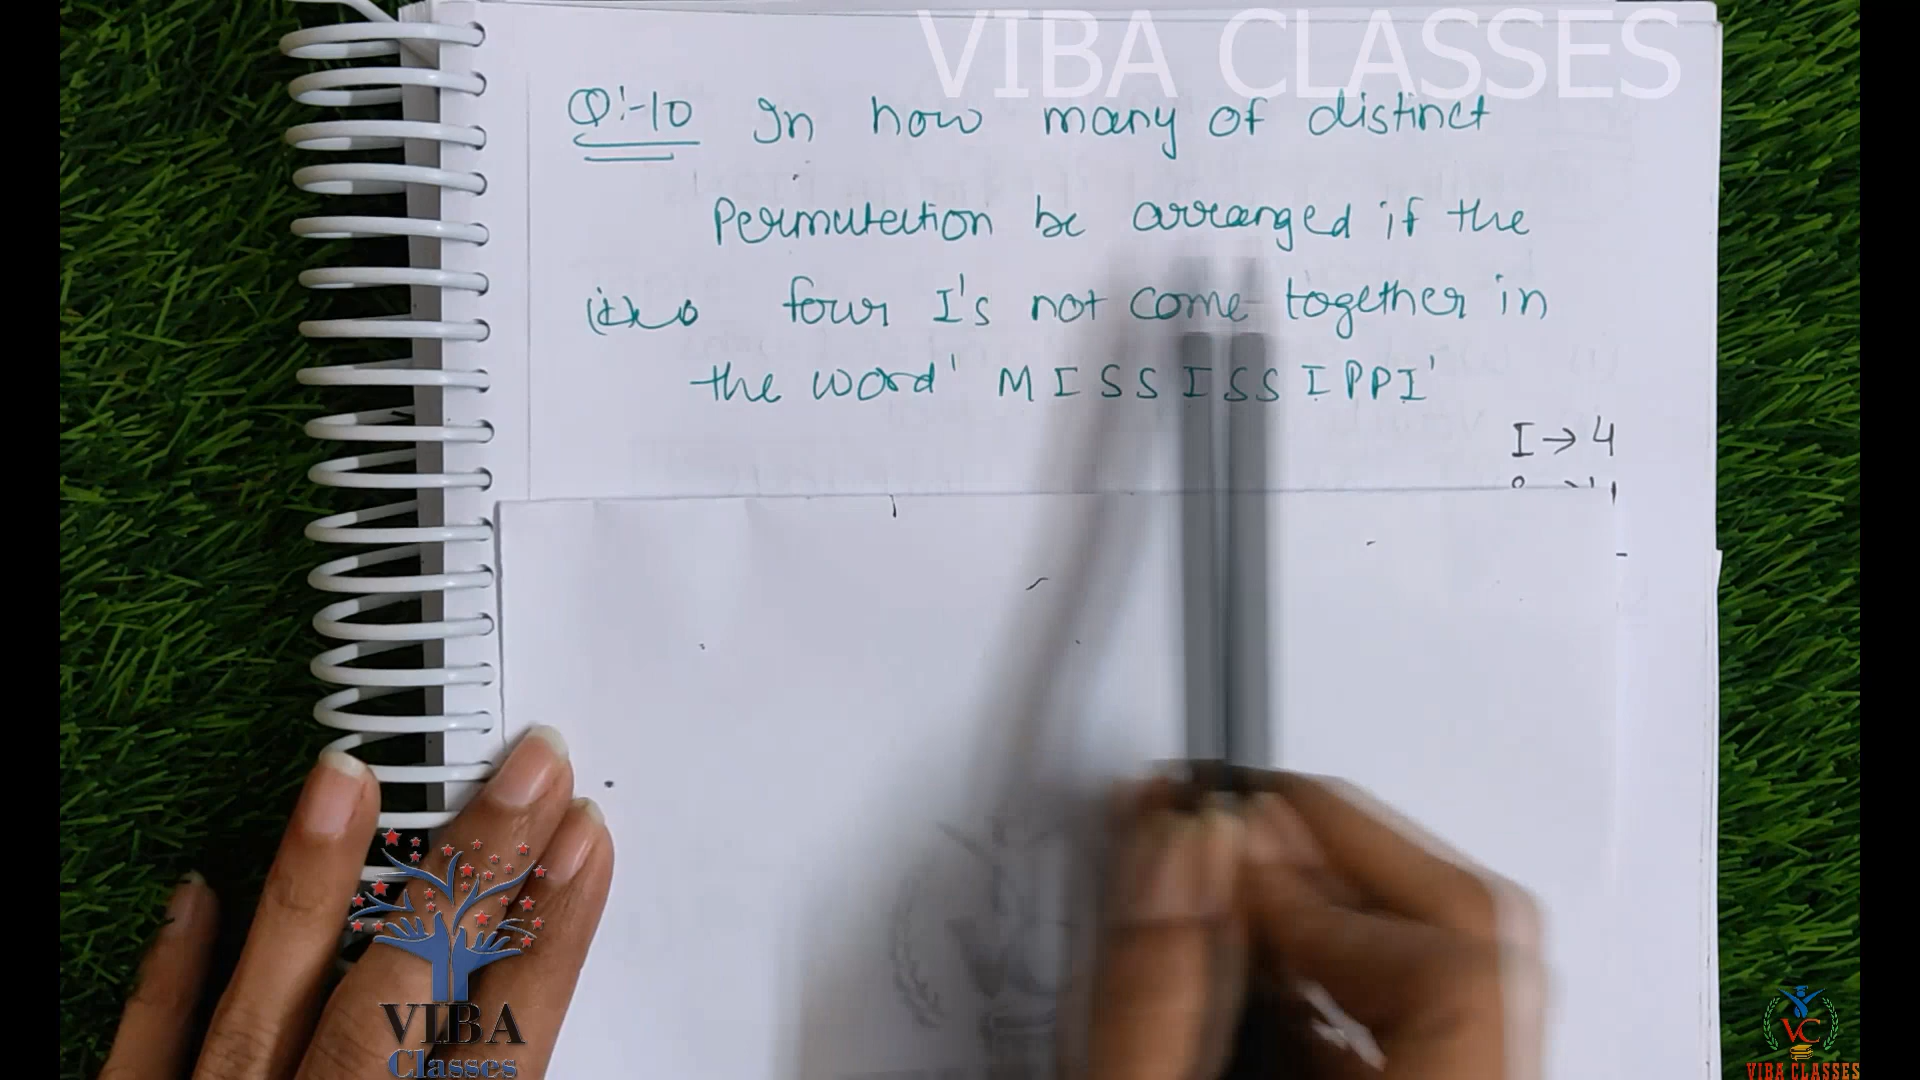 VIBA CLASSES
Q:-10 In how many of distinct
Permutation be arranged if the
four I's not come together in
the word' MISSISSIPPI'
I → 4
VIBA
Classes
VC
VIBA CLASSES